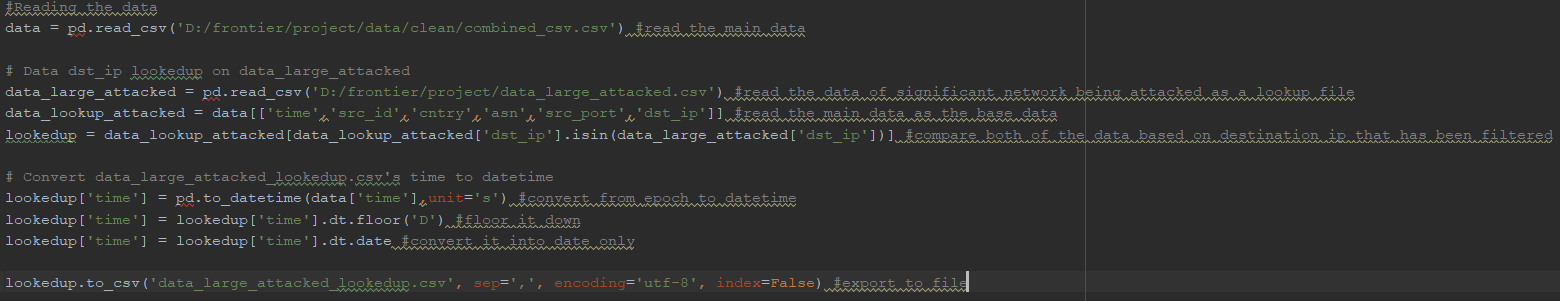 #Reading the data
data = pd.read_csv('D:/frontier/project/data/clean/combined_csv.csv') #read the main data
# Data dst_ip lookedup on data_large_attacked
data_large_attacked = pd.read_csv('D:/frontier/project/data_large_attacked.csv') #read the data of significant network being attacked as a lookup file
data_lookup_attacked = data[['time','src_id','cntry','asn','src_port','dst_ip']] #read the main data as the base data
lookedup = data_lookup_attacked[data_lookup_attacked['dst_ip'].isin(data_large_attacked['dst_ip'])] #compare both of the data based on destination ip that has been filtered
# Convert data_large_attacked_lookedup.csv's time to datetime
lookedup['time'] = pd.to_datetime(data['time'],unit='s') #convert from epoch to datetime
lookedup['time'] = lookedup['time'].dt.floor('D') #floor it down
lookedup['time'] = lookedup['time'].dt.date #convert it into date only
lookedup.to_csv('data_large_attacked_lookedup.csv', sep=',', encoding='utf-8', index=False) #export to file